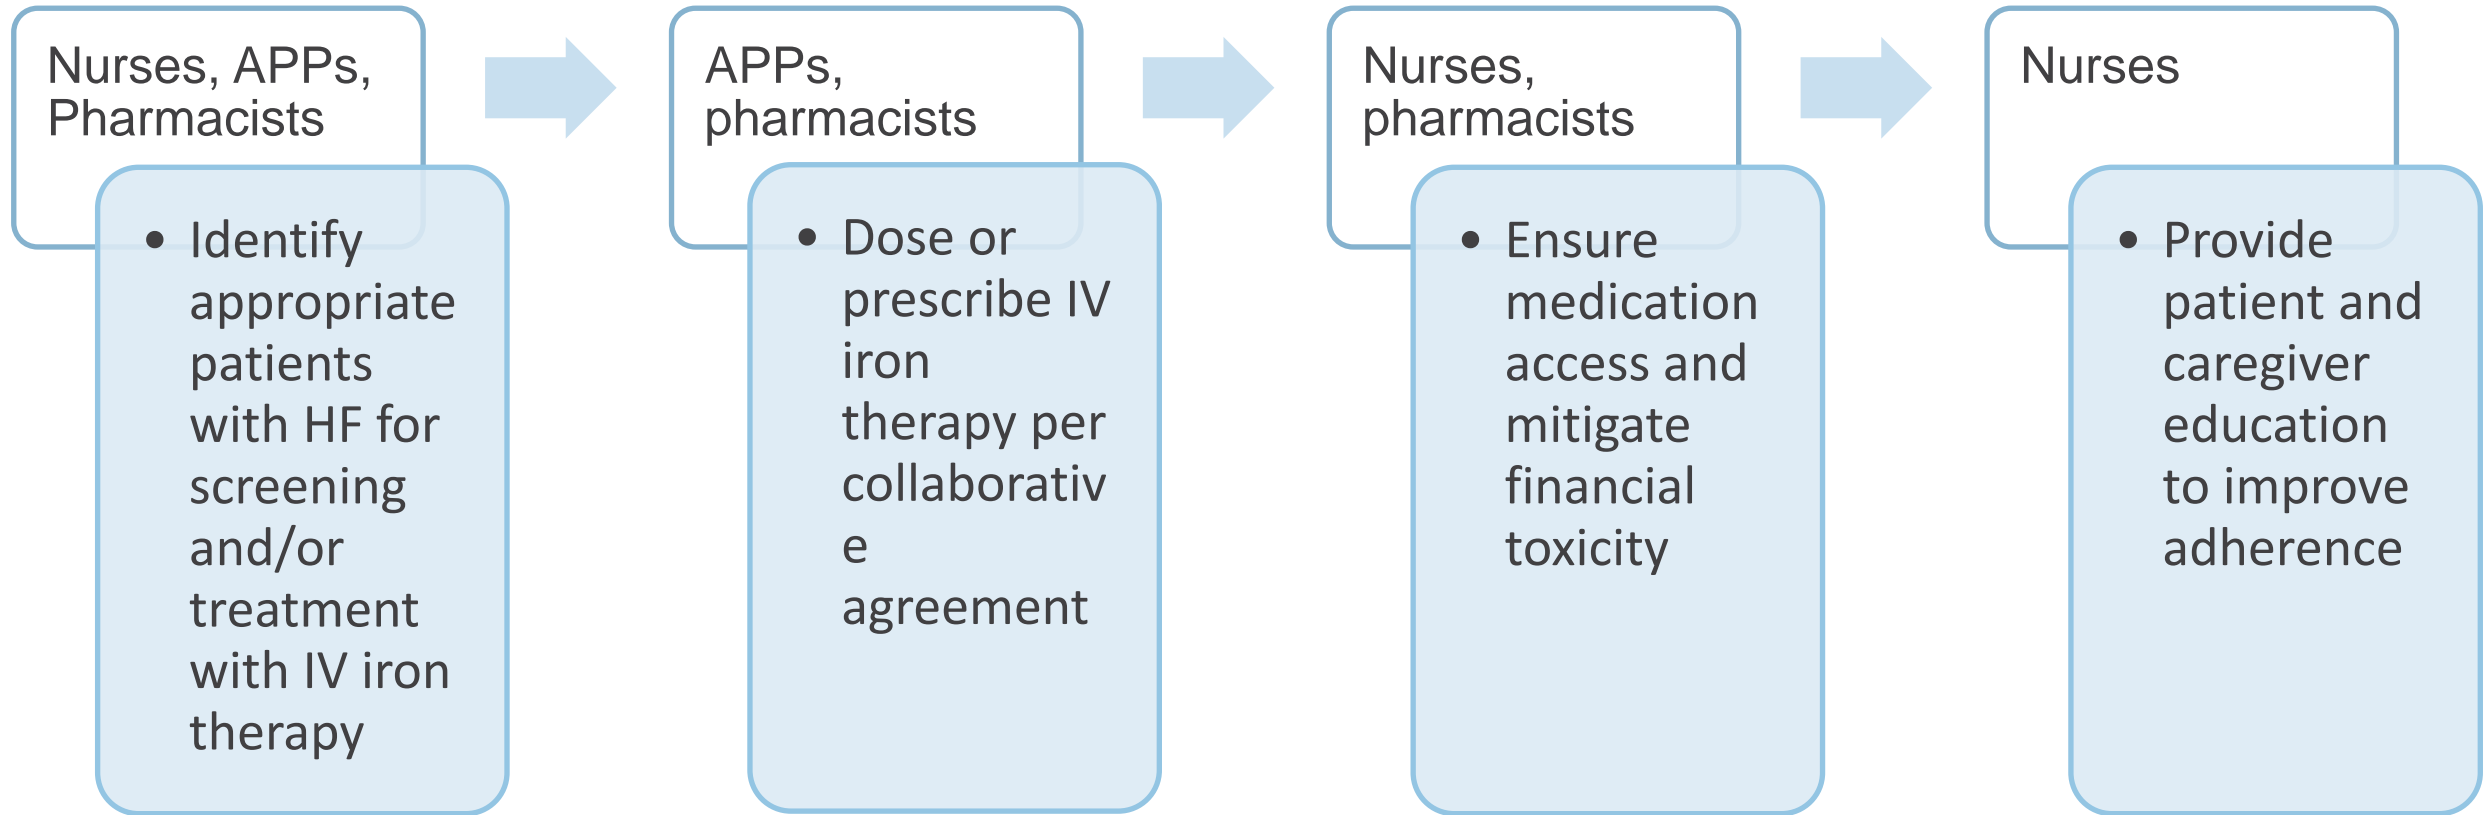 Nurses, APPs,
Pharmacists
• Identify
appropriate
patients
with HF for
screening
and/or
treatment
with IV iron
therapy
APPs,
pharmacists
• Dose or
prescribe IV
iron
therapy per
collaborativ
e
agreement
Nurses,
pharmacists
• Ensure
medication
access and
mitigate
financial
toxicity
Nurses
• Provide
patient and
caregiver
education
to improve
adherence